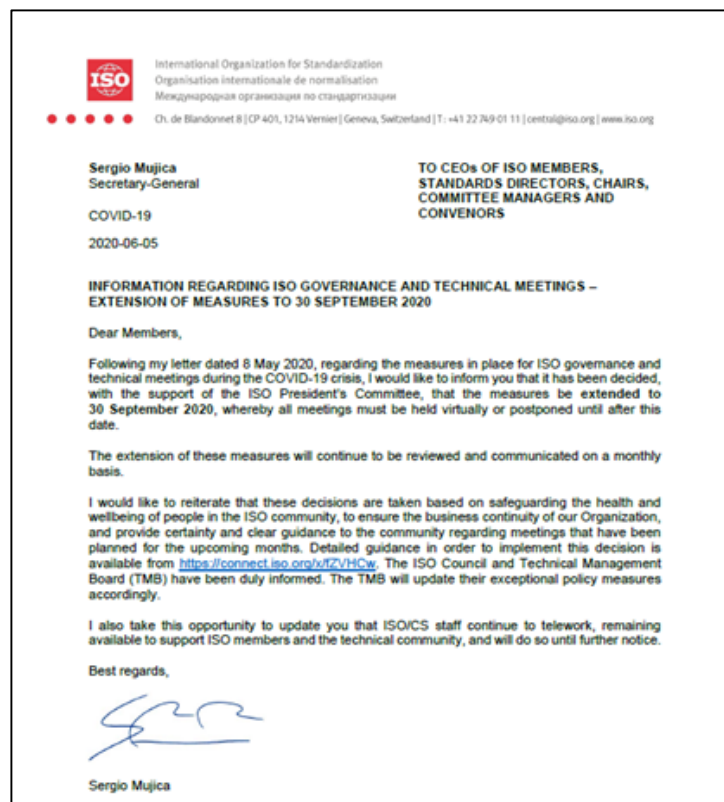 ISO
International Organization for Standardization
Organisation internationale de normalisation
Международная организация по стандартизации
Ch. de Blandonnet 8 | CP 401, 1214 Vernier | Geneva, Switzerland | T: +41 22 749 01 11 | central@iso.org | www.iso.org
Sergio Mujica
Secretary-General
COVID-19
2020-06-05
TO CEOs OF ISO MEMBERS,
STANDARDS DIRECTORS, CHAIRS,
COMMITTEE MANAGERS AND
CONVENORS
INFORMATION REGARDING ISO GOVERNANCE AND TECHNICAL MEETINGS –
EXTENSION OF MEASURES TO 30 SEPTEMBER 2020
Dear Members,
Following my letter dated 8 May 2020, regarding the measures in place for ISO governance and
technical meetings during the COVID-19 crisis, I would like to inform you that it has been decided,
with the support of the ISO President's Committee, that the measures be extended to
30 September 2020, whereby all meetings must be held virtually or postponed until after this
date.
The extension of these measures will continue to be reviewed and communicated on a monthly
basis.
I would like to reiterate that these decisions are taken based on safeguarding the health and
wellbeing of people in the ISO community, to ensure the business continuity of our Organization,
and provide certainty and clear guidance to the community regarding meetings that have been
planned for the upcoming months. Detailed guidance in order to implement this decision is
available from https://connect.iso.org/x/fZVHCw. The ISO Council and Technical Management
Board (TMB) have been duly informed. The TMB will update their exceptional policy measures
accordingly.
I also take this opportunity to update you that ISO/CS staff continue to telework, remaining
available to support ISO members and the technical community, and will do so until further notice.
Best regards,
Sergio Mujica